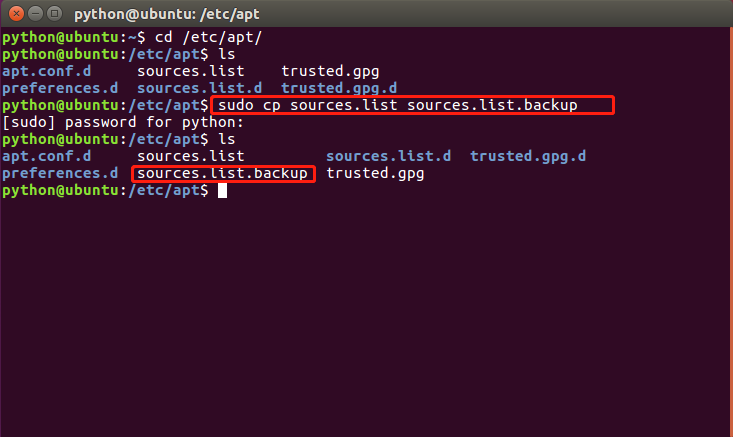 python@ubuntu: /etc/apt
python@ubuntu:~$ cd /etc/apt/
python@ubuntu:/etc/apt$ ls
apt.conf.d     sources.list    trusted.gpg
preferences.d  sources.list.d  trusted.gpg.d
python@ubuntu:/etc/apt$ sudo cp sources.list sources.list.backup
[sudo] password for python:
python@ubuntu:/etc/apt$ ls
apt.conf.d     sources.list         sources.list.d  trusted.gpg.d
preferences.d  sources.list.backup  trusted.gpg
python@ubuntu:/etc/apt$